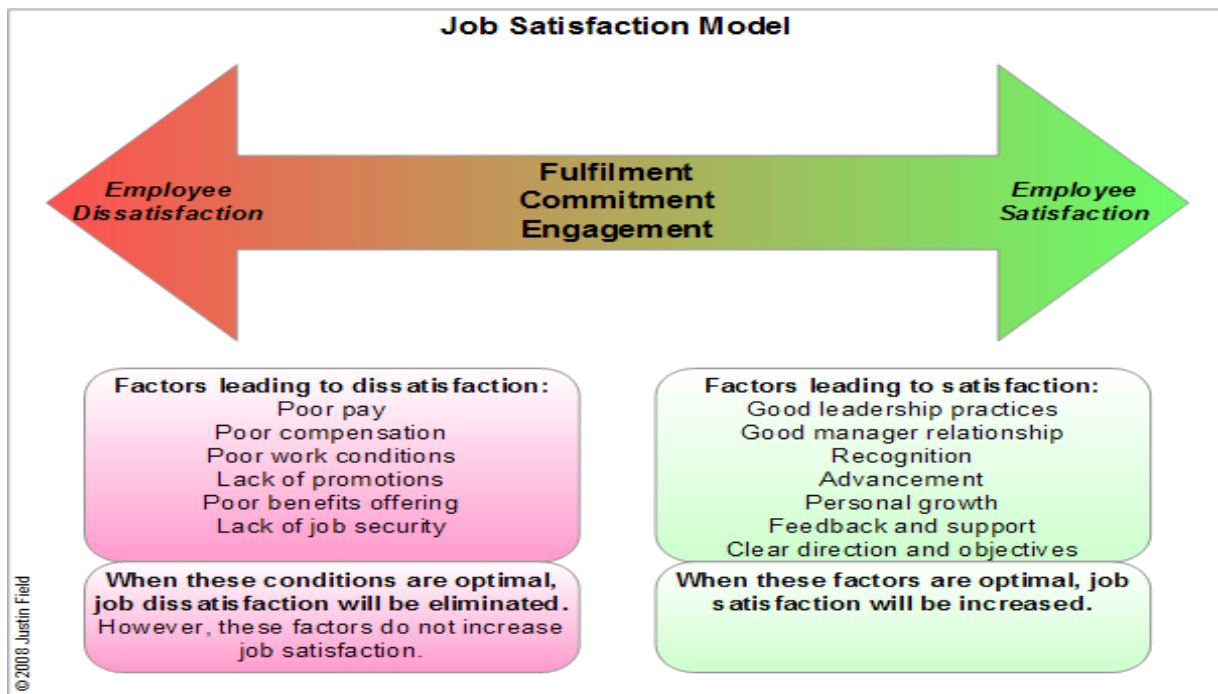 Job Satisfaction Model
Employee
Dissatisfaction
Fulfilment
Commitment
Engagement
Employee
Satisfaction
Factors leading to dissatisfaction:
Poor pay
Poor compensation
Poor work conditions
Lack of promotions
Poor benefits offering
Lack of job security
When these conditions are optimal,
job dissatisfaction will be eliminated.
However, these factors do not increase
job satisfaction.
Factors leading to satisfaction:
Good leadership practices
Good manager relationship
Recognition
Advancement
Personal growth
Feedback and support
Clear direction and objectives
When these factors are optimal, job
satisfaction will be increased.
©2008 Justin Field